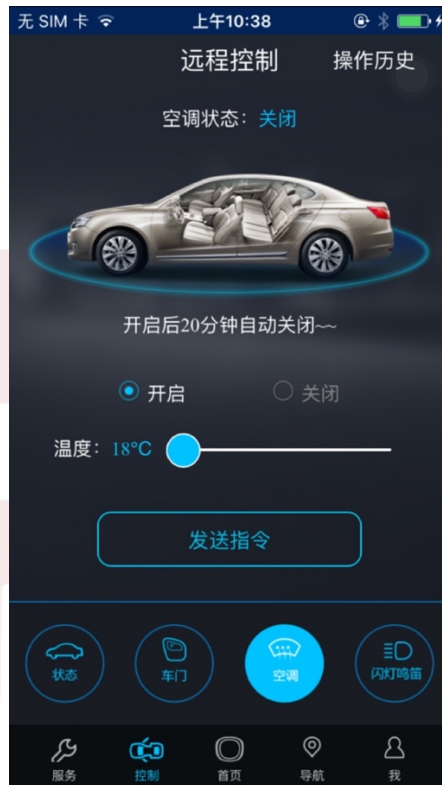 无 SIM 卡 上午10:38
远程控制 操作历史
空调状态：关闭
开启后20分钟自动关闭~~
开启 关闭
温度：18°C
发送指令
状态 车门 空调 闪灯鸣笛
服务 控制 首页 导航 我